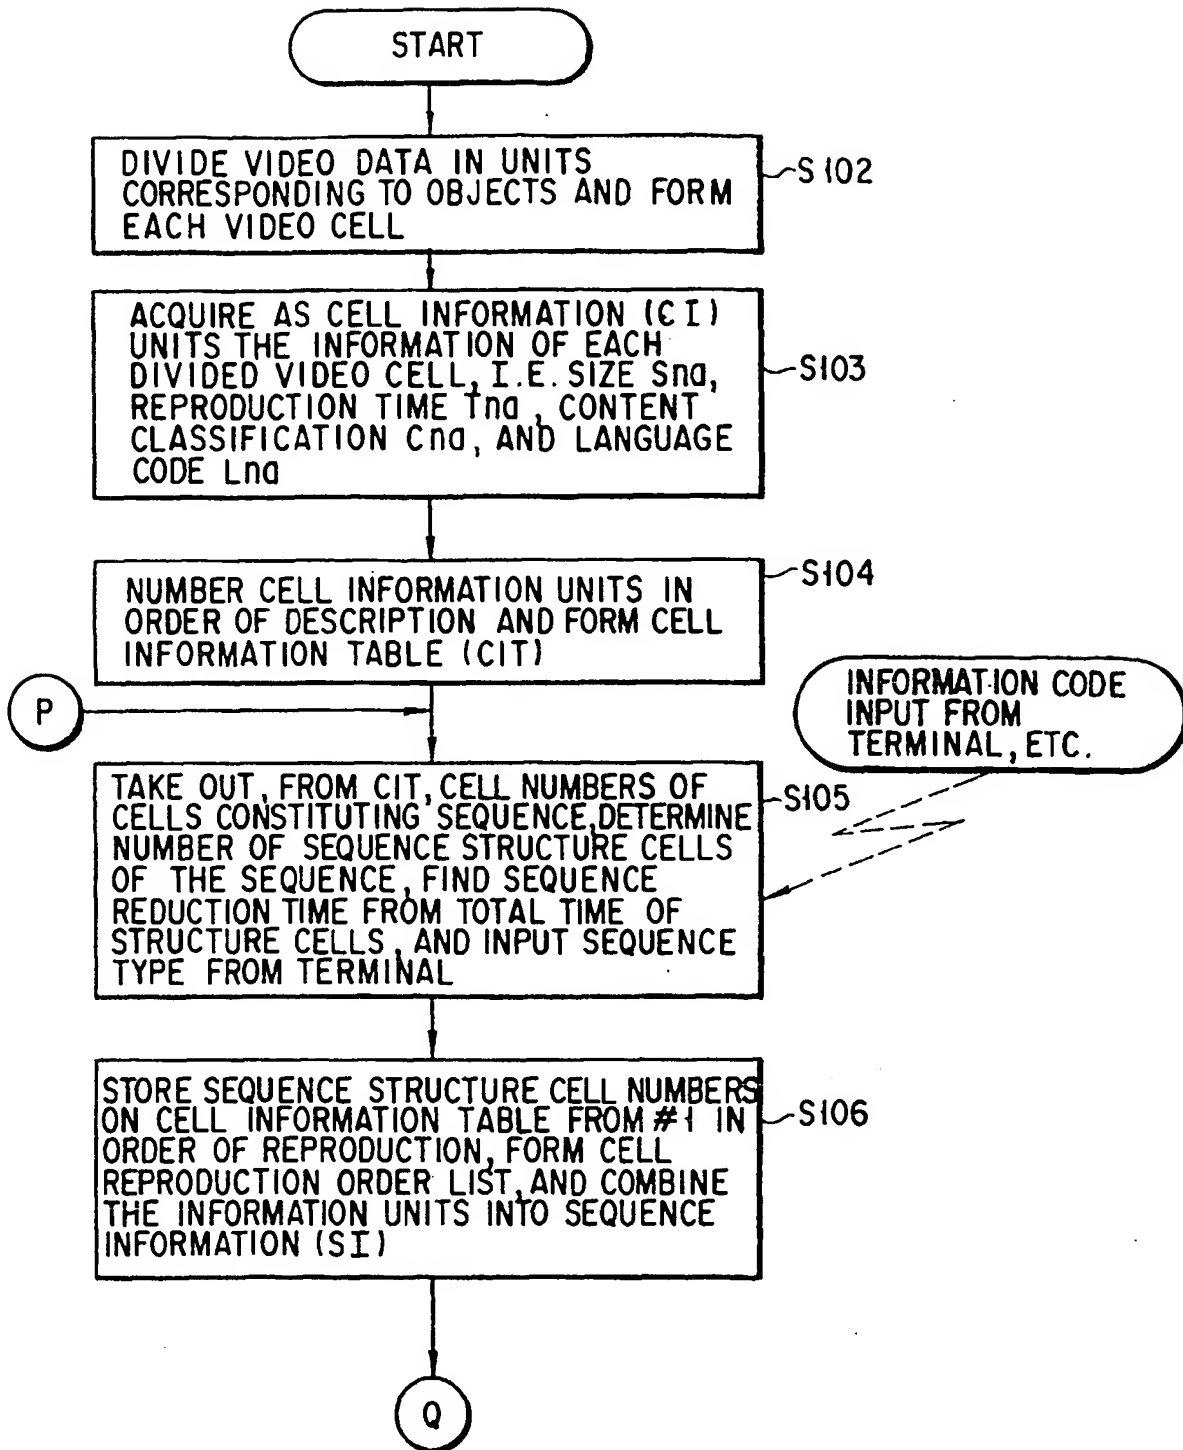 START
DIVIDE VIDEO DATA IN UNITS
CORRESPONDING TO OBJECTS AND FORM
EACH VIDEO CELL
S102
ACQUIRE AS CELL INFORMATION (CI)
UNITS THE INFORMATION OF EACH
DIVIDED VIDEO CELL, I.E. SIZE Sna,
REPRODUCTION TIME Tna, CONTENT
CLASSIFICATION Cna, AND LANGUAGE
CODE Lna
S103
NUMBER CELL INFORMATION UNITS IN
ORDER OF DESCRIPTION AND FORM CELL
INFORMATION TABLE (CIT)
S104
P
INFORMATION CODE
INPUT FROM
TERMINAL, ETC.
TAKE OUT, FROM CIT, CELL NUMBERS OF
CELLS CONSTITUTING SEQUENCE, DETERMINE
NUMBER OF SEQUENCE STRUCTURE CELLS
OF THE SEQUENCE, FIND SEQUENCE
REDUCTION TIME FROM TOTAL TIME OF
STRUCTURE CELLS, AND INPUT SEQUENCE
TYPE FROM TERMINAL
S105
STORE SEQUENCE STRUCTURE CELL NUMBERS
ON CELL INFORMATION TABLE FROM #1 IN
ORDER OF REPRODUCTION, FORM CELL
REPRODUCTION ORDER LIST, AND COMBINE
THE INFORMATION UNITS INTO SEQUENCE
INFORMATION (SI)
S106
Q